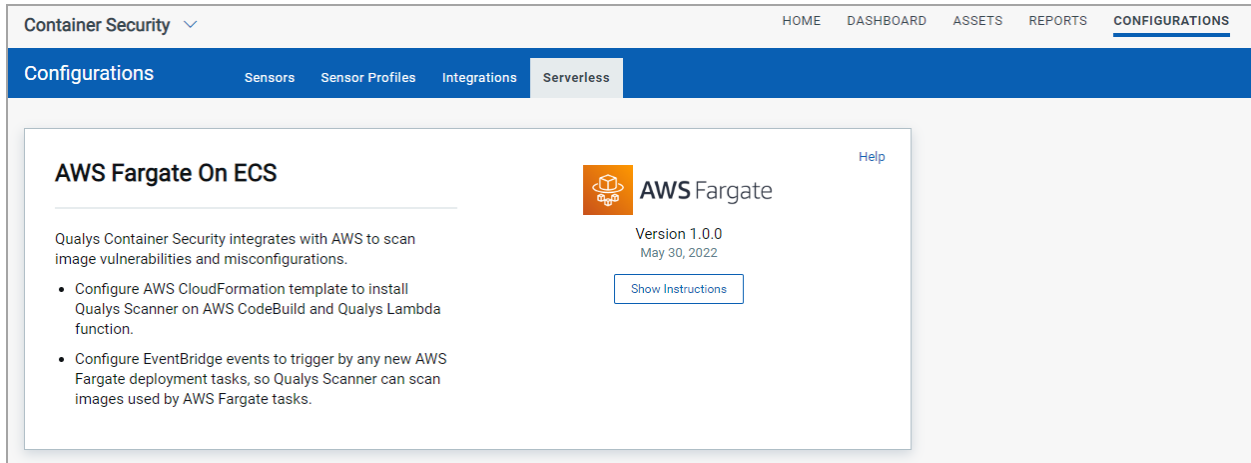 Container Security
HOME DASHBOARD ASSETS REPORTS CONFIGURATIONS
Configurations
Sensors Sensor Profiles Integrations Serverless
Help
AWS Fargate On ECS
AWS Fargate
Version 1.0.0
May 30, 2022
Show Instructions
Qualys Container Security integrates with AWS to scan
image vulnerabilities and misconfigurations.
• Configure AWS CloudFormation template to install
Qualys Scanner on AWS CodeBuild and Qualys Lambda
function.
• Configure EventBridge events to trigger by any new AWS
Fargate deployment tasks, so Qualys Scanner can scan
images used by AWS Fargate tasks.